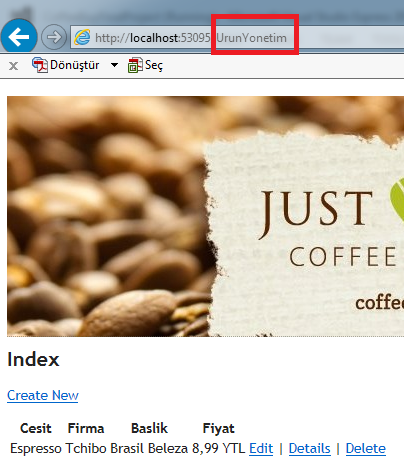 http://localhost:53095/UrunYonetim
x Dönüştür Seç
JUST
COFFEE
coffe
Index
Create New
Cesit Firma Baslik Fiyat
Espresso Tchibo Brasil Beleza 8,99 YTL Edit | Details | Delete